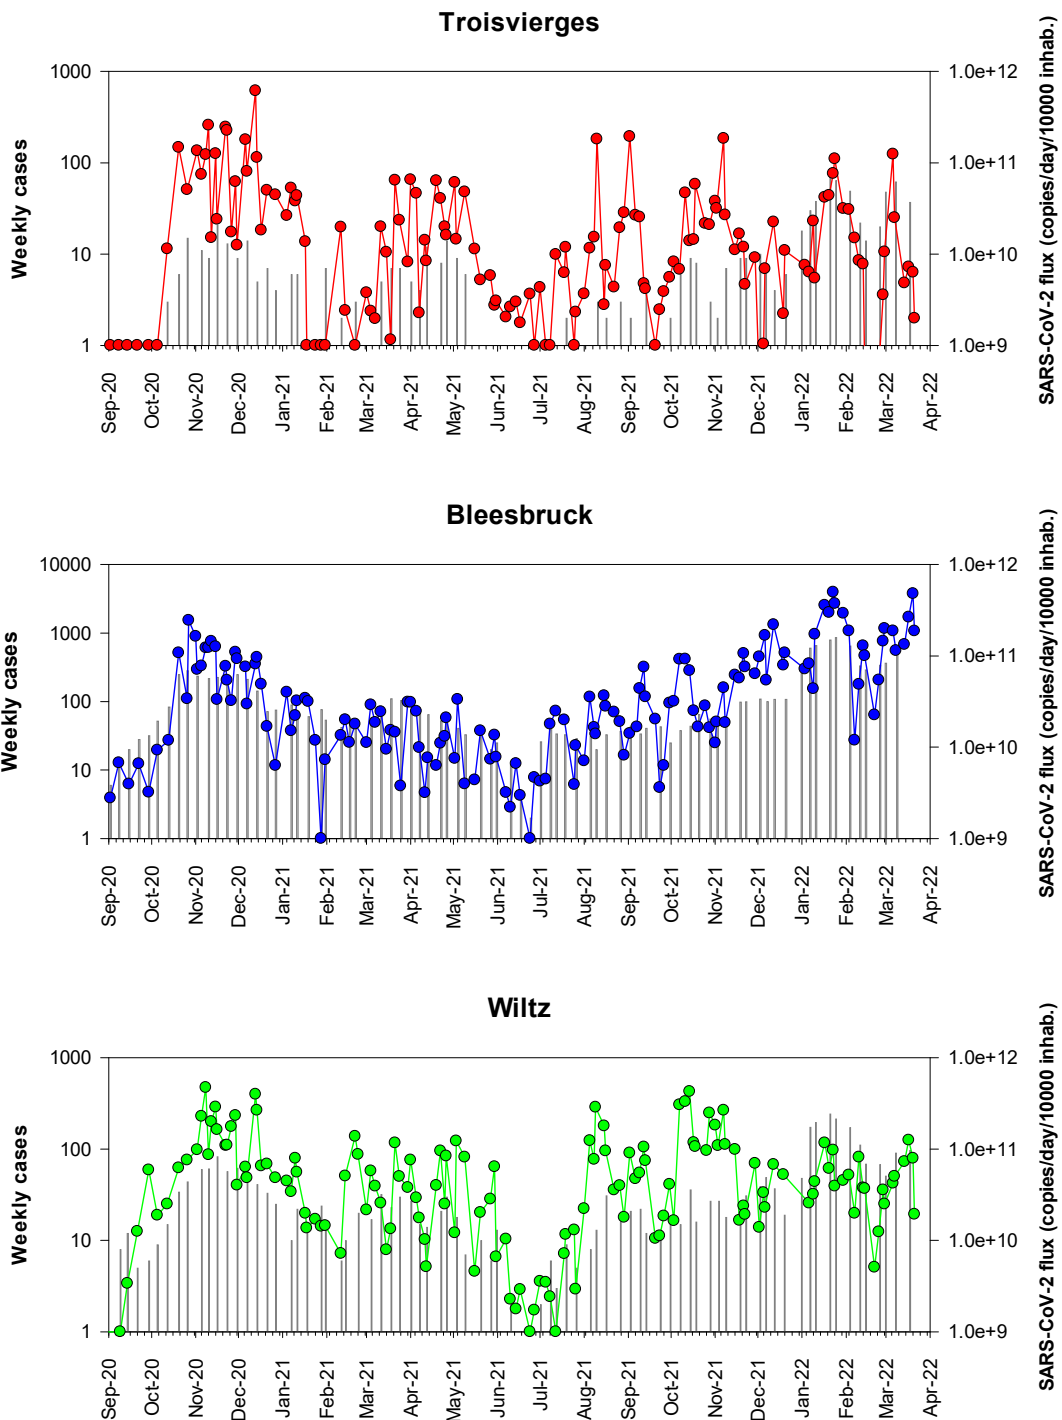 Troisvierges
Weekly cases
1000
100
10
1
1.0e+12
1.0e+11
1.0e+10
1.0e+9
SARS-CoV-2 flux (copies/day/10000 inhab.)
Sep-20
Oct-20
Nov-20
Dec-20
Jan-21
Feb-21
Mar-21
Apr-21
May-21
Jun-21
Jul-21
Aug-21
Sep-21
Oct-21
Nov-21
Dec-21
Jan-22
Feb-22
Mar-22
Apr-22
Bleesbruck
Weekly cases
10000
1000
100
10
1
1.0e+12
1.0e+11
1.0e+10
1.0e+9
SARS-CoV-2 flux (copies/day/10000 inhab.)
Sep-20
Oct-20
Nov-20
Dec-20
Jan-21
Feb-21
Mar-21
Apr-21
May-21
Jun-21
Jul-21
Aug-21
Sep-21
Oct-21
Nov-21
Dec-21
Jan-22
Feb-22
Mar-22
Apr-22
Wiltz
Weekly cases
1000
100
10
1
1.0e+12
1.0e+11
1.0e+10
1.0e+9
SARS-CoV-2 flux (copies/day/10000 inhab.)
Sep-20
Oct-20
Nov-20
Dec-20
Jan-21
Feb-21
Mar-21
Apr-21
May-21
Jun-21
Jul-21
Aug-21
Sep-21
Oct-21
Nov-21
Dec-21
Jan-22
Feb-22
Mar-22
Apr-22